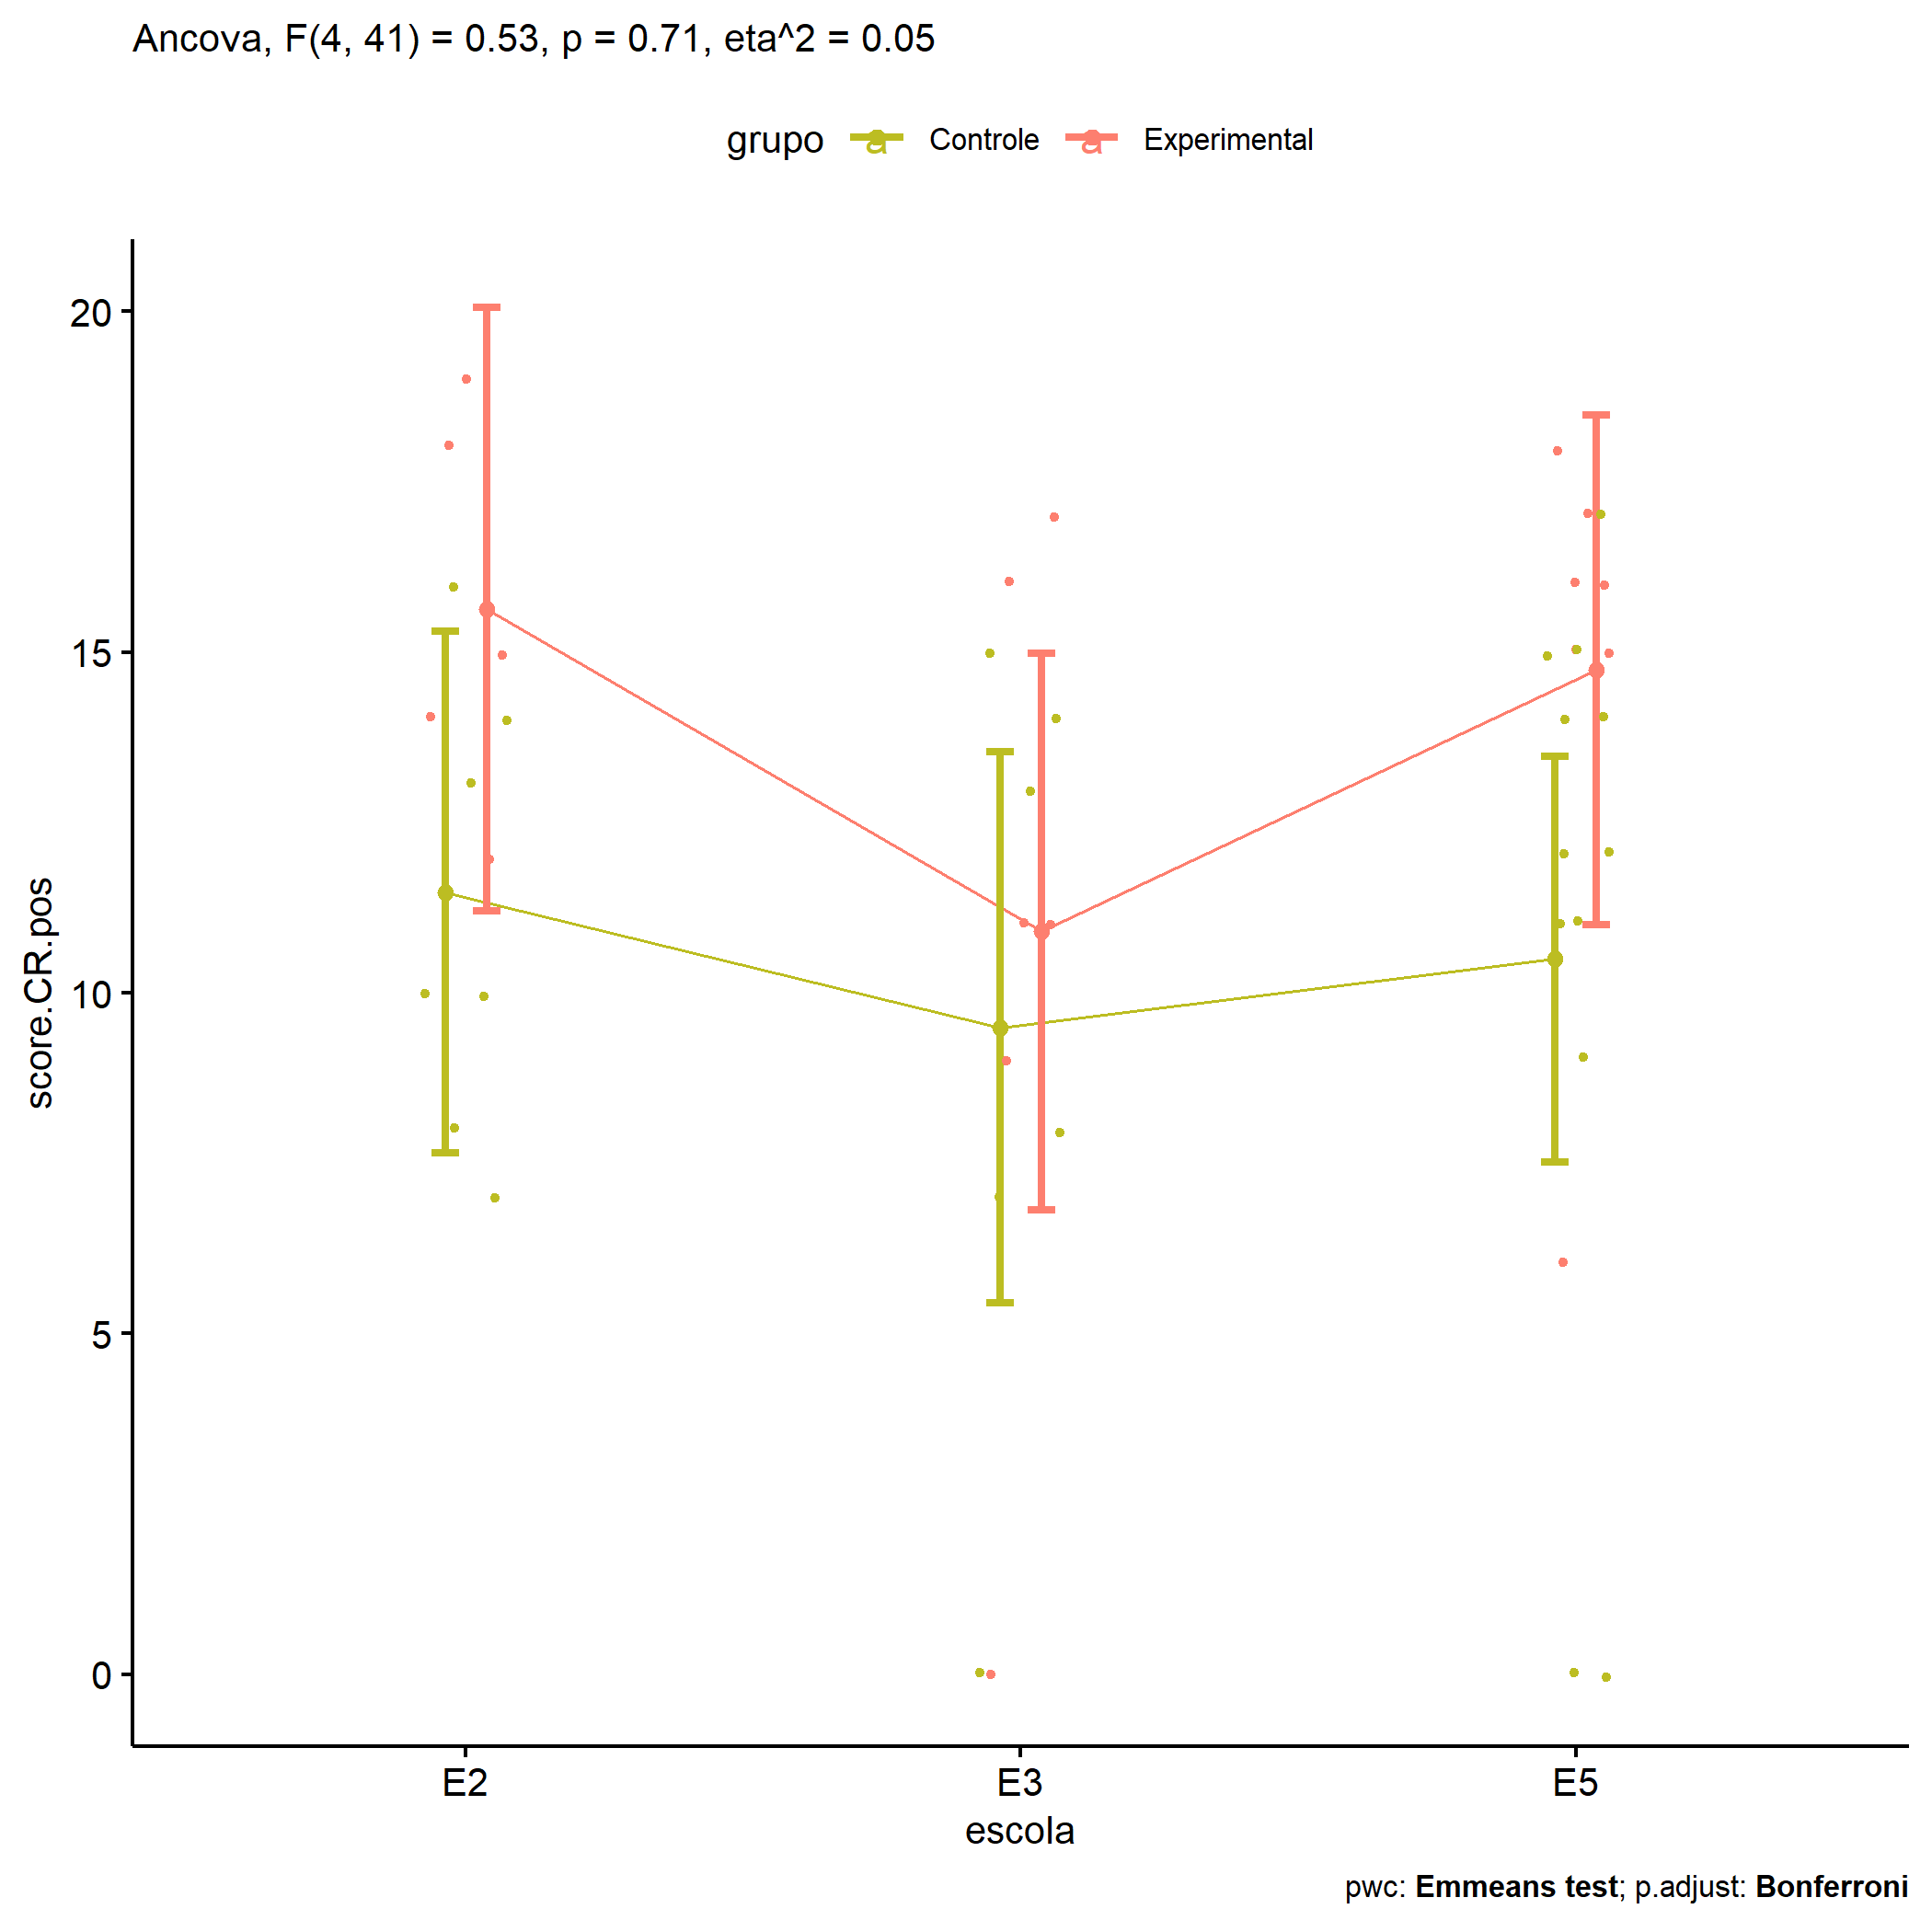 Ancova, F(4, 41) = 0.53, p = 0.71, eta^2 = 0.05
grupo a Controle a Experimental
20
15
10
5
0
score.CR.pos
E2 E3 E5
escola
pwc: Emmeans test; p.adjust: Bonferroni